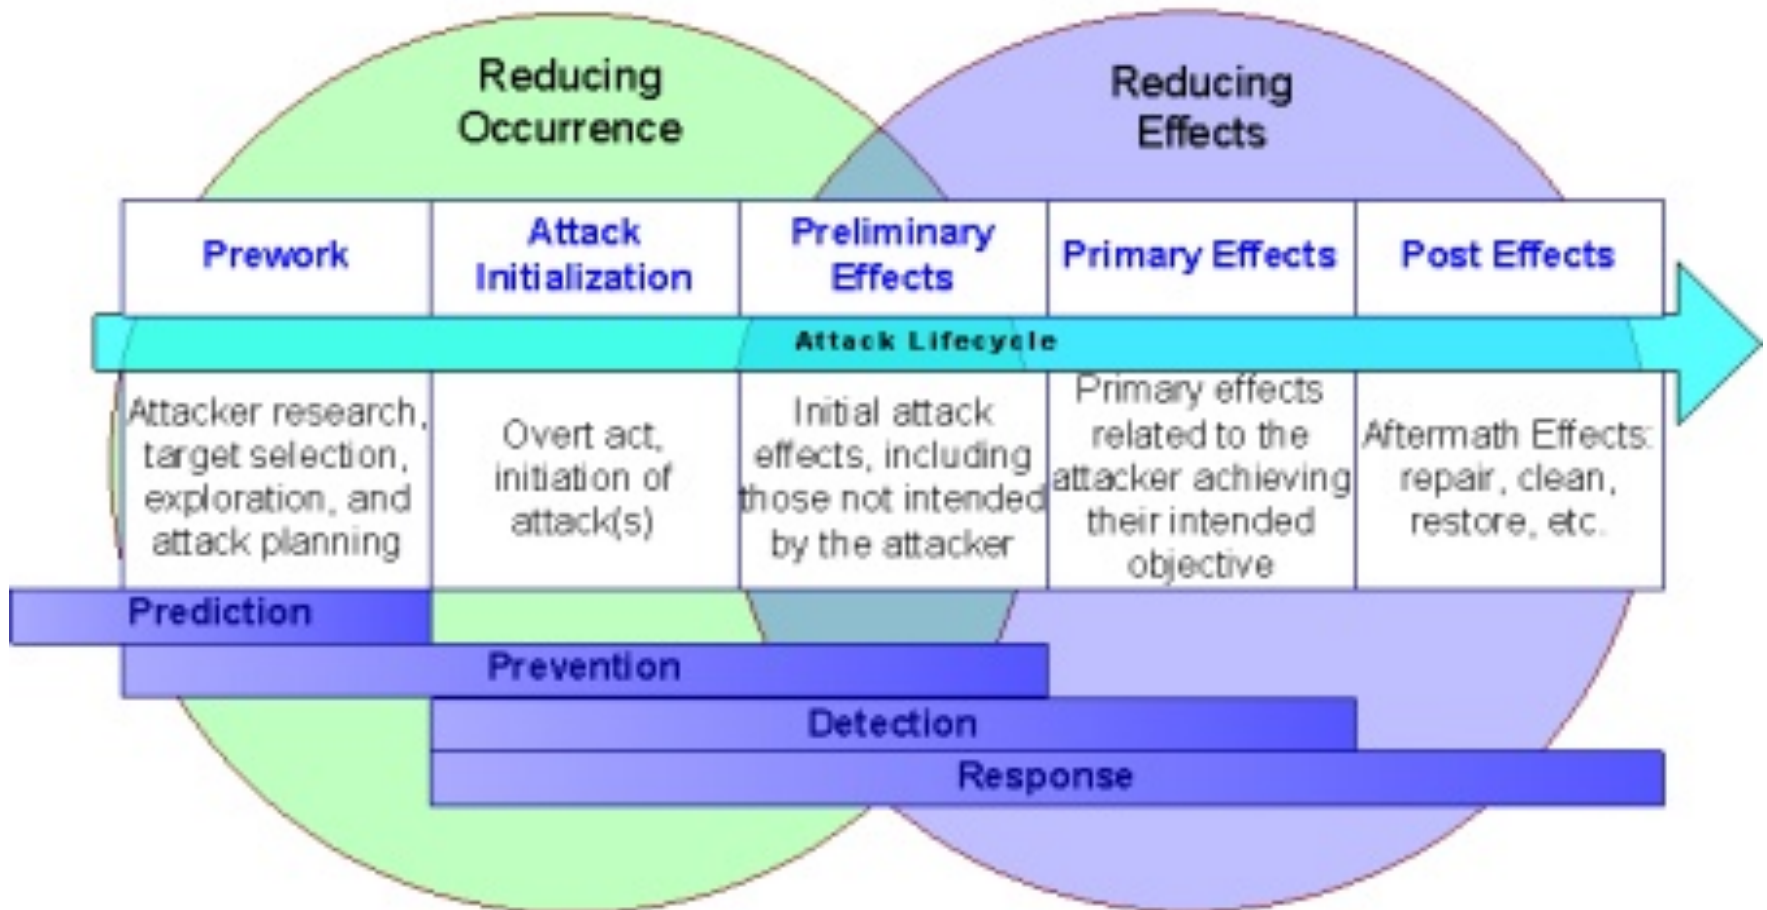 Reducing
Occurrence
Reducing
Effects
Prework
Attack
Initialization
Preliminary
Effects
Primary Effects
Post Effects
Attack Lifecycle
Attacker research,
target selection,
exploration, and
attack planning
Overt act,
initiation of
attack(s)
Initial attack
effects, including
those not intended
by the attacker
Primary effects
related to the
attacker achieving
their intended
objective
Aftermath Effects:
repair, clean,
restore, etc.
Prediction
Prevention
Detection
Response